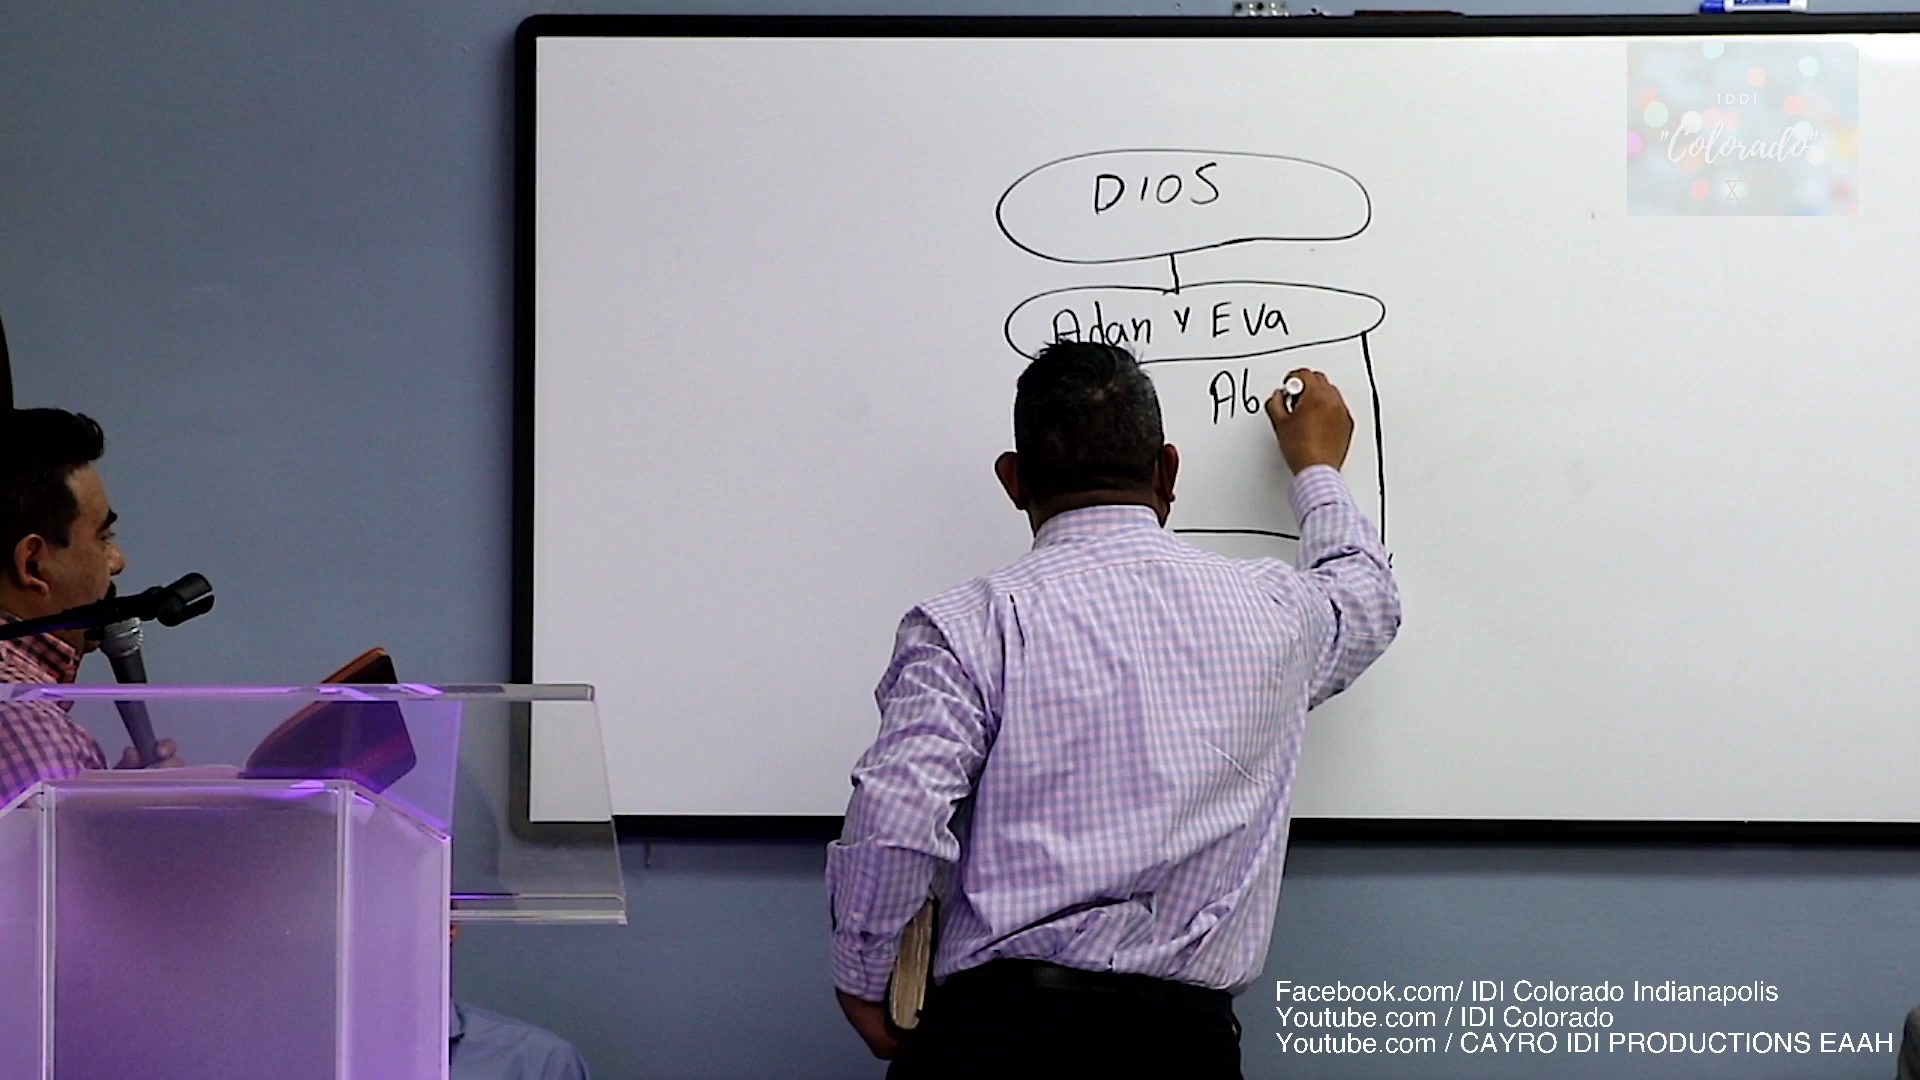 IDDI
"Colorado"
DIOS
Adan y Eva
Ab
Facebook.com/ IDI Colorado Indianapolis
Youtube.com / IDI Colorado
Youtube.com / CAYRO IDI PRODUCTIONS EAAH